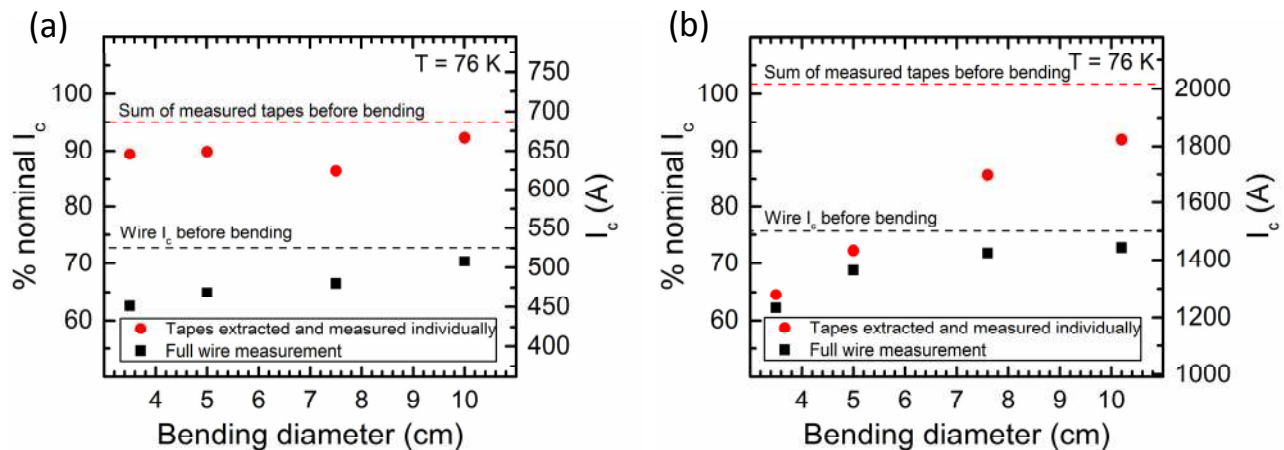 (a)
T = 76 K
Sum of measured tapes before bending
Wire Ic before bending
Tapes extracted and measured individually
Full wire measurement
% nominal Ic
100
90
80
70
60
750
700
650
600
550
500
450
400
Ic (A)
4 5 6 7 8 9 10
Bending diameter (cm)
(b)
T = 76 K
Sum of measured tapes before bending
Wire Ic before bending
Tapes extracted and measured individually
Full wire measurement
% nominal Ic
100
90
80
70
60
2000
1800
1600
1400
1200
1000
Ic (A)
4 5 6 7 8 9 10
Bending diameter (cm)